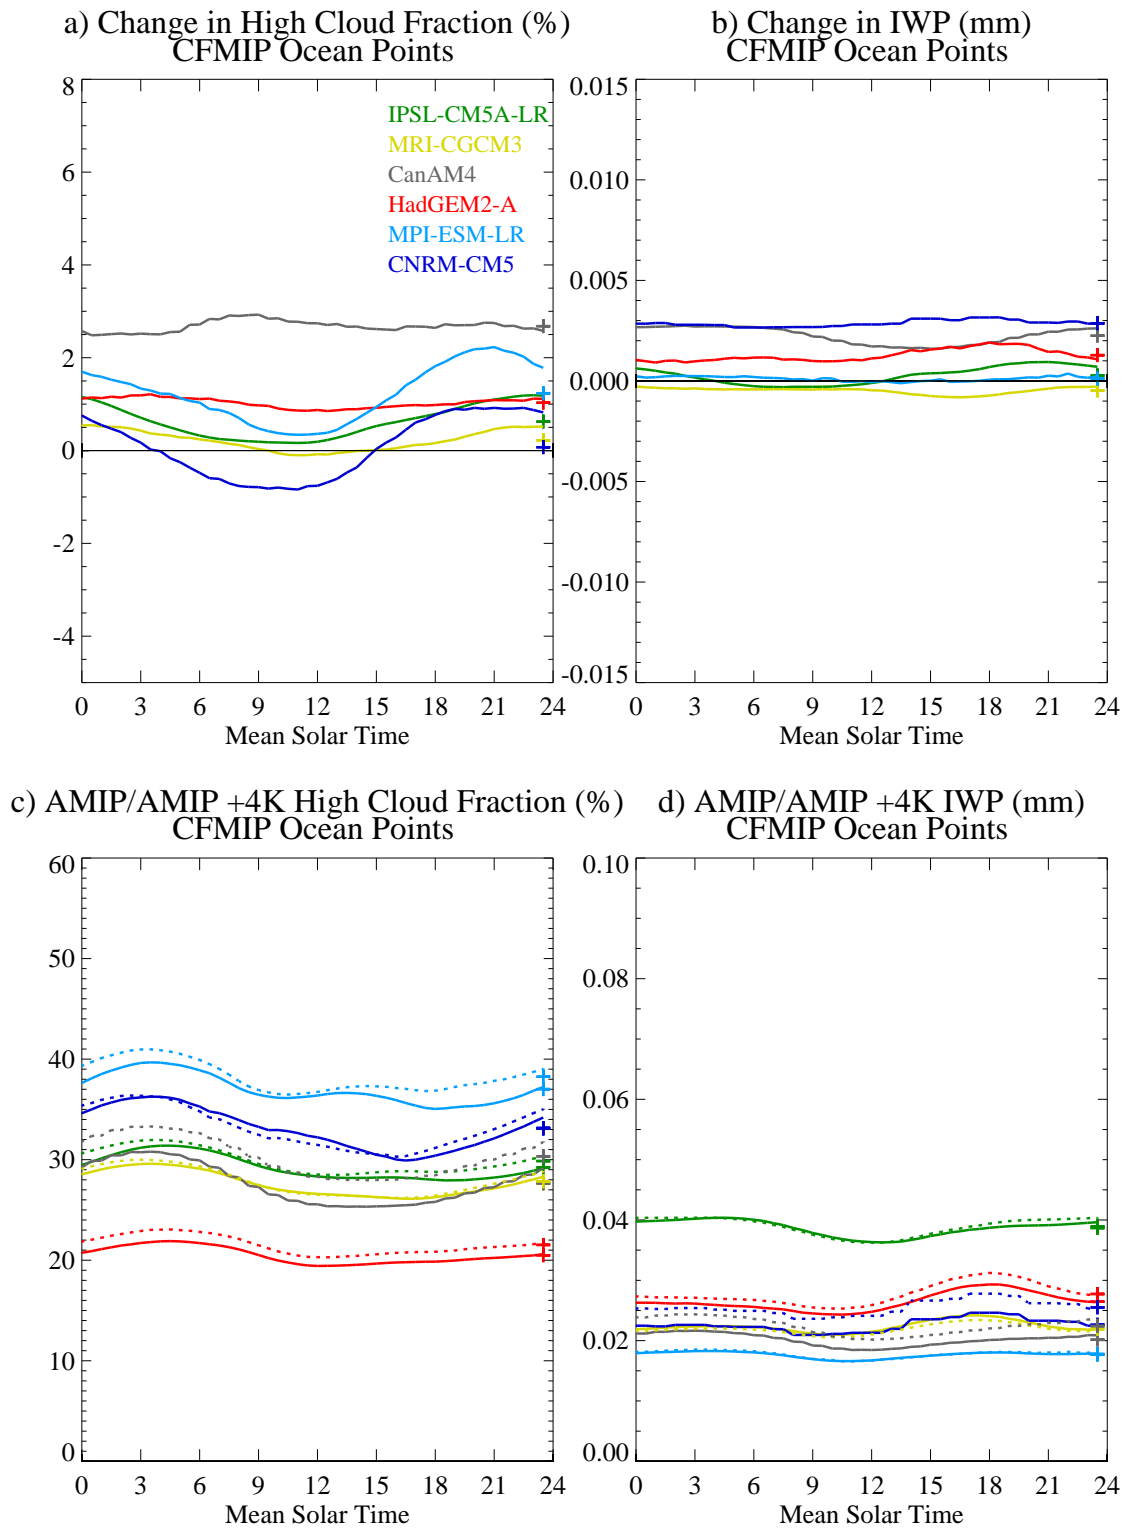 a) Change in High Cloud Fraction (%)
CFMIP Ocean Points
8
6
4
2
0
-2
-4
IPSL-CM5A-LR
MRI-CGCM3
CanAM4
HadGEM2-A
MPI-ESM-LR
CNRM-CM5
0 3 6 9 12 15 18 21 24
Mean Solar Time
b) Change in IWP (mm)
CFMIP Ocean Points
0.015
0.010
0.005
0.000
-0.005
-0.010
-0.015
0 3 6 9 12 15 18 21 24
Mean Solar Time
c) AMIP/AMIP +4K High Cloud Fraction (%)
CFMIP Ocean Points
60
50
40
30
20
10
0
0 3 6 9 12 15 18 21 24
Mean Solar Time
d) AMIP/AMIP +4K IWP (mm)
CFMIP Ocean Points
0.10
0.08
0.06
0.04
0.02
0.00
0 3 6 9 12 15 18 21 24
Mean Solar Time